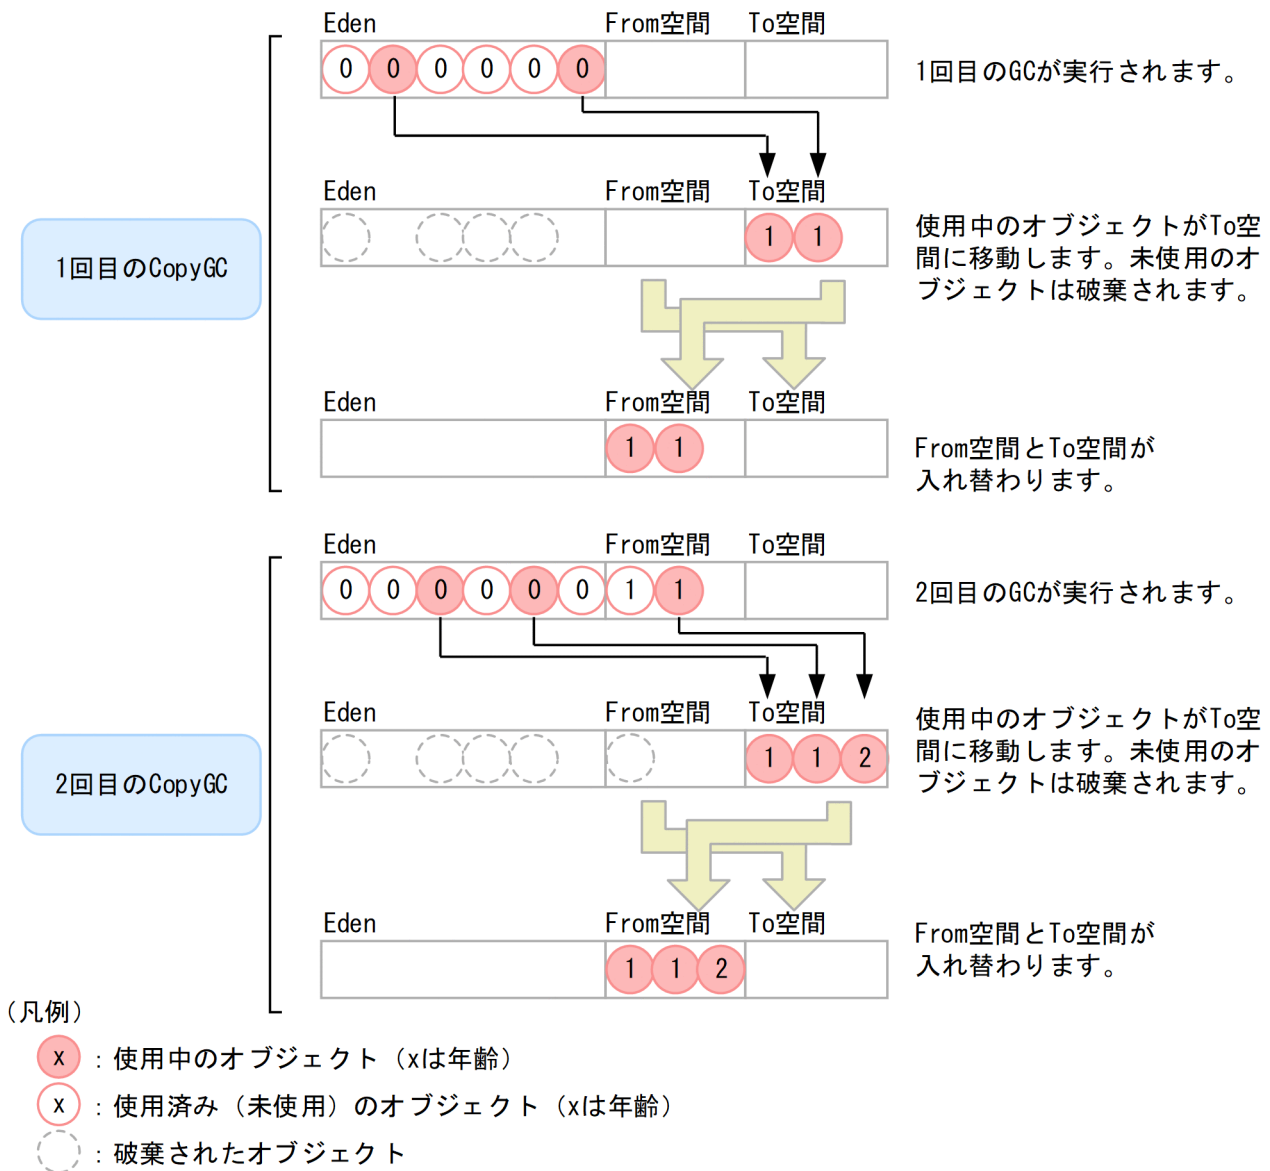 Eden From空間 To空間
0 0 0 0 0 0
1回目のGCが実行されます。
Eden From空間 To空間
1 1
使用中のオブジェクトがTo空
間に移動します。未使用のオ
ブジェクトは破棄されます。
1回目のCopyGC
Eden From空間 To空間
1 1
From空間とTo空間が
入れ替わります。
Eden From空間 To空間
0 0 0 0 0 0 1 1
2回目のGCが実行されます。
Eden From空間 To空間
1 1 2
使用中のオブジェクトがTo空
間に移動します。未使用のオ
ブジェクトは破棄されます。
2回目のCopyGC
Eden From空間 To空間
1 1 2
From空間とTo空間が
入れ替わります。
(凡例)
x : 使用中のオブジェクト(xは年齢)
x : 使用済み(未使用)のオブジェクト(xは年齢)
: 破棄されたオブジェクト